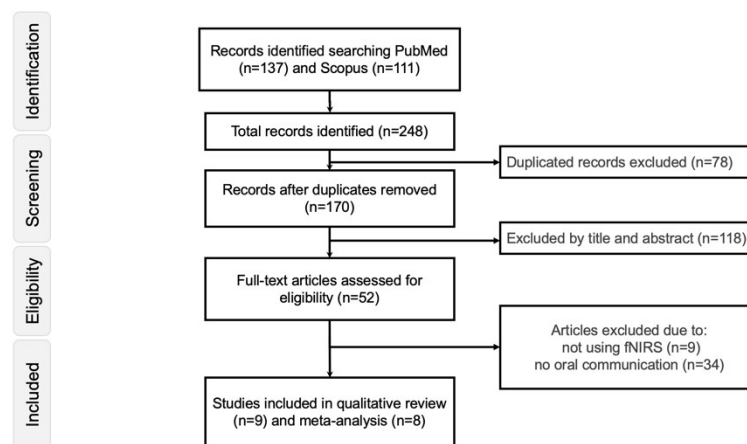 Identification
Records identified searching PubMed
(n=137) and Scopus (n=111)
Total records identified (n=248)
Screening
Duplicated records excluded (n=78)
Records after duplicates removed
(n=170)
Excluded by title and abstract (n=118)
Eligibility
Full-text articles assessed for
eligibility (n=52)
Articles excluded due to:
not using fNIRS (n=9)
no oral communication (n=34)
Included
Studies included in qualitative review
(n=9) and meta-analysis (n=8)